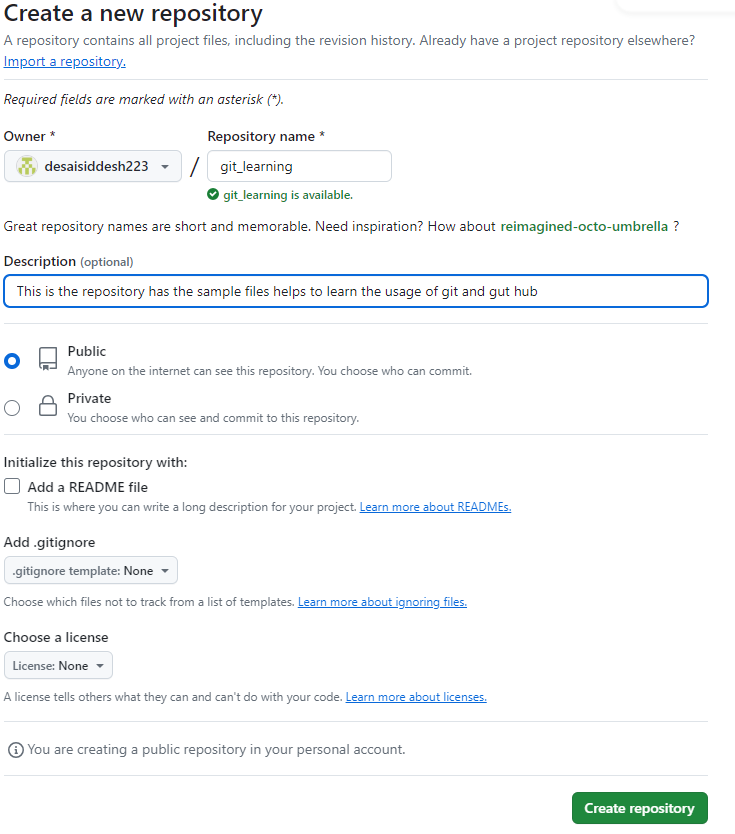 Create a new repository
A repository contains all project files, including the revision history. Already have a project repository elsewhere?
Import a repository.
Required fields are marked with an asterisk (*).
Owner *
Repository name *
desaisiddesh223
/
git_learning
git_learning is available.
Great repository names are short and memorable. Need inspiration? How about reimagined-octo-umbrella ?
Description (optional)
This is the repository has the sample files helps to learn the usage of git and gut hub
Public
Anyone on the internet can see this repository. You choose who can commit.
Private
You choose who can see and commit to this repository.
Initialize this repository with:
Add a README file
This is where you can write a long description for your project. Learn more about READMEs.
Add .gitignore
.gitignore template: None
Choose which files not to track from a list of templates. Learn more about ignoring files.
Choose a license
License: None
A license tells others what they can and can't do with your code. Learn more about licenses.
You are creating a public repository in your personal account.
Create repository